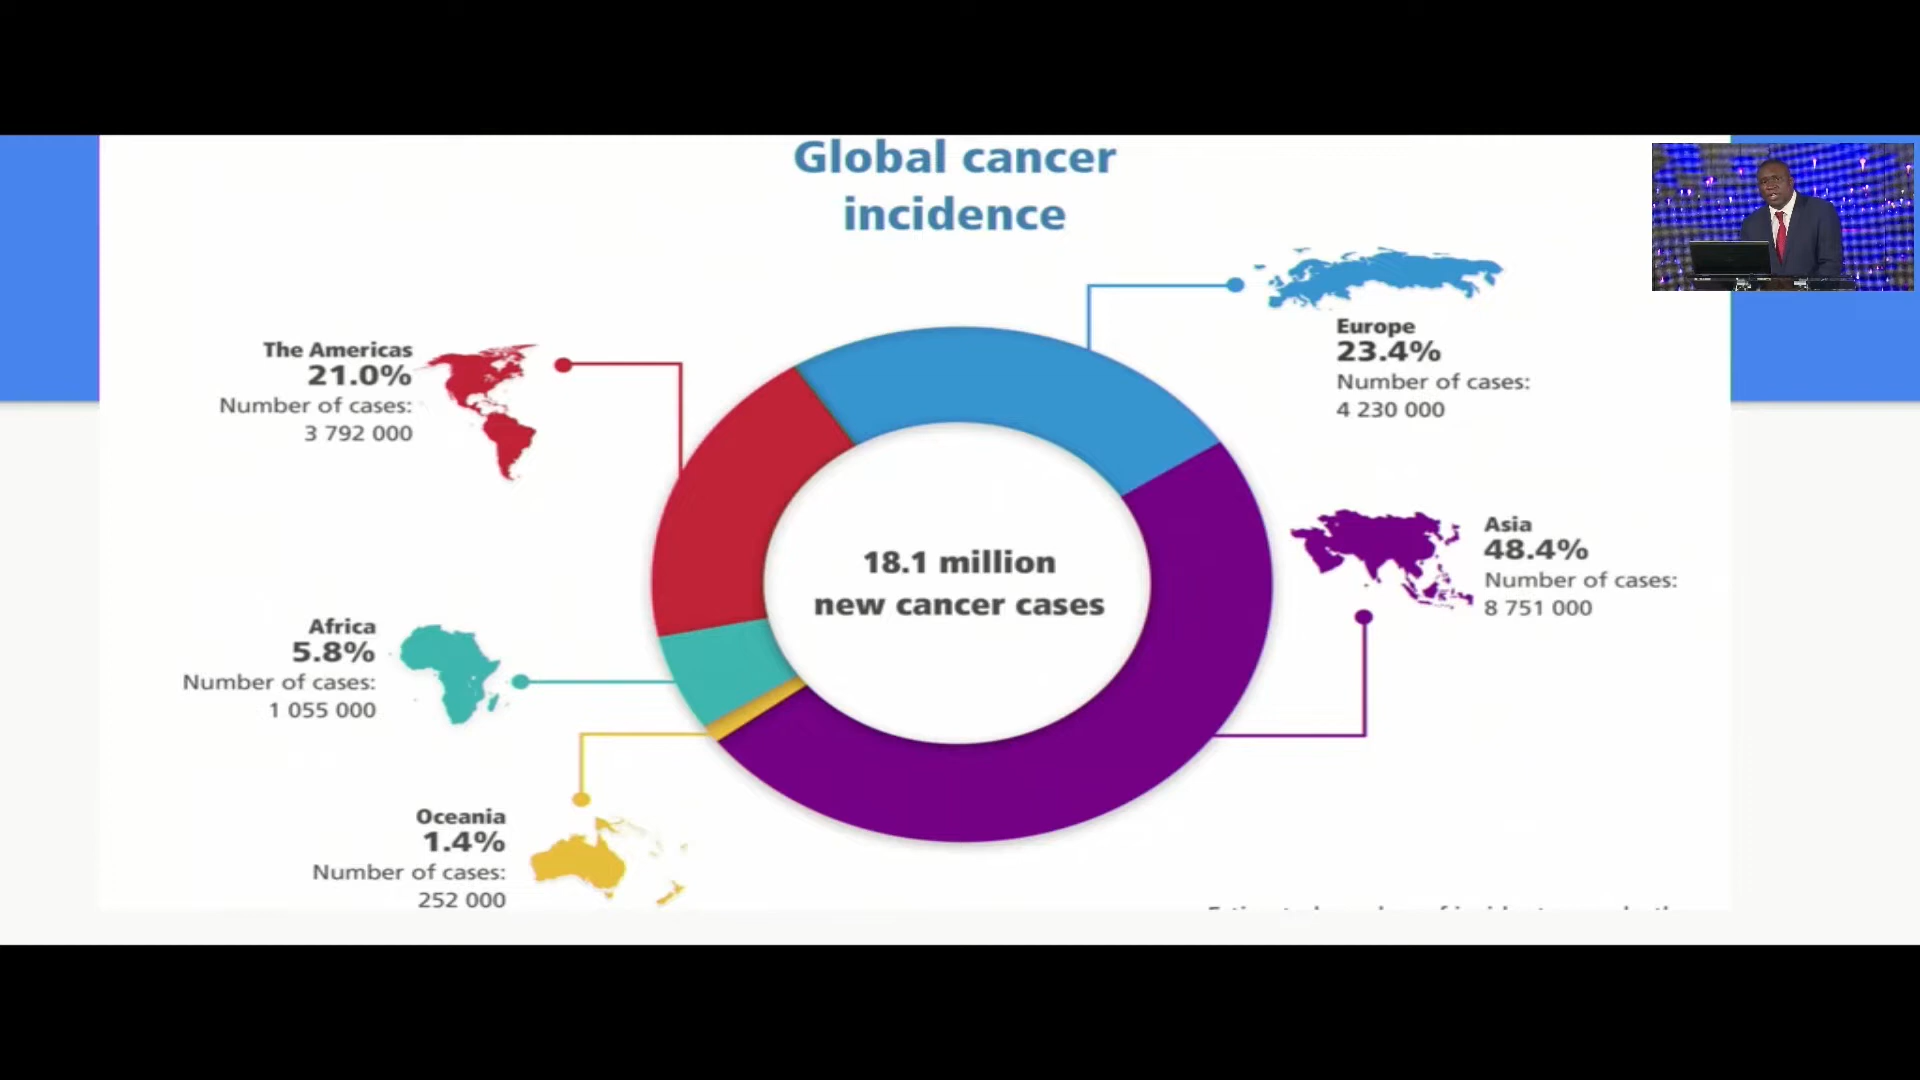 Global cancer
incidence
Europe
23.4%
Number of cases:
4 230 000
The Americas
21.0%
Number of cases:
3 792 000
Asia
48.4%
Number of cases:
8 751 000
18.1 million
new cancer cases
Africa
5.8%
Number of cases:
1 055 000
Oceania
1.4%
Number of cases:
252 000